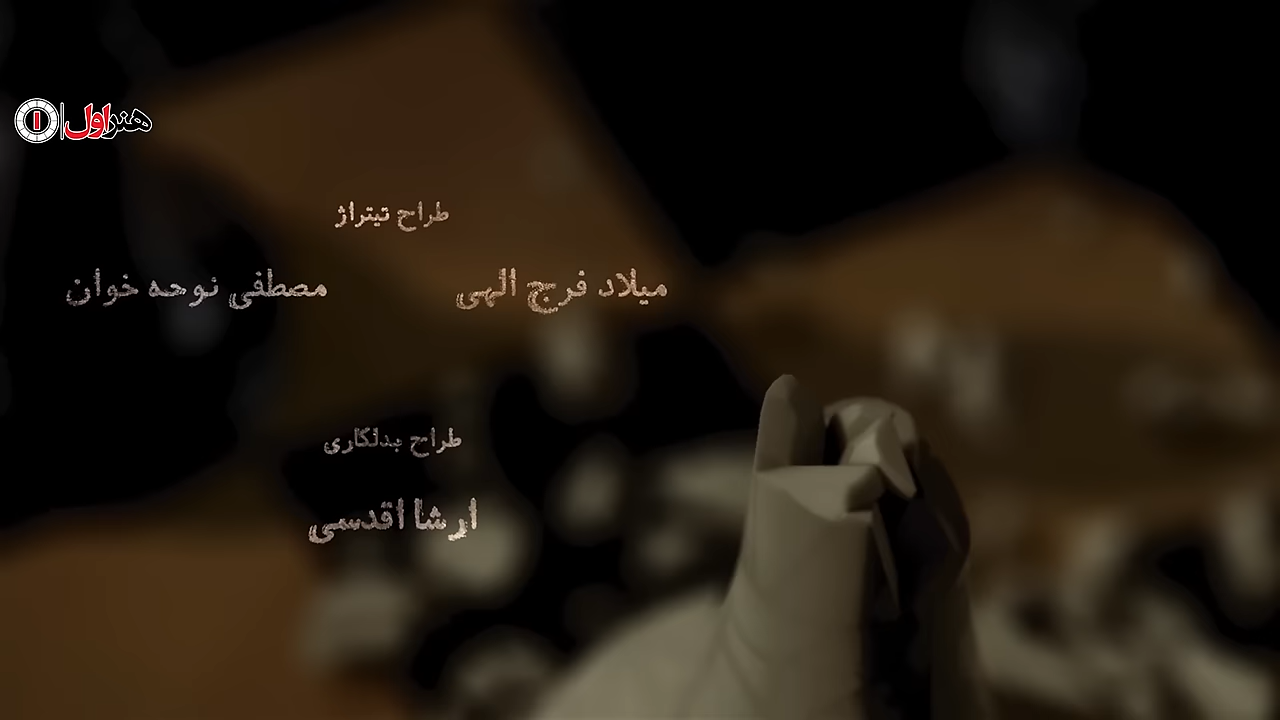 هنر اول
طراح تیتراژ
میلاد فرج الهی مصطفی نوحه خوان
طراح بدلکاری
ارشا اقدسی